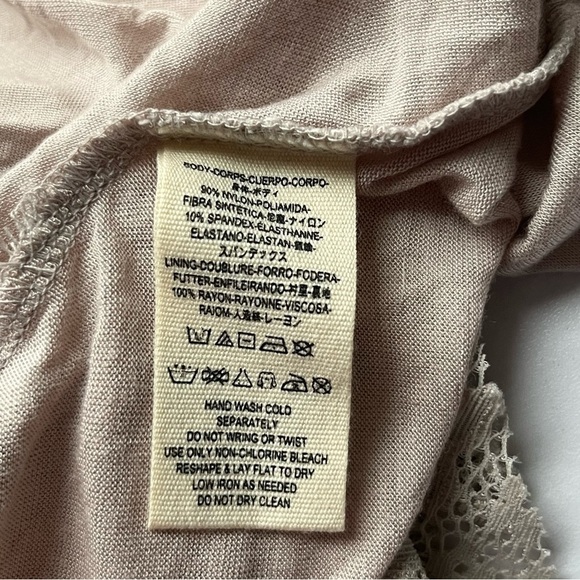 BODY-CORPS-CUERPO-CORPO-
身体-ボディ
90% NYLON-POLIAMIDA-
FIBRA SINTETICA-尼龍-ナイロン
10% SPANDEX-ELASTHANNE-
ELASTANO-ELASTAN-氨綸-
スパンデックス
LINING-DOUBLURE-FORRO-FODERA-
FUTTER-ENFILEIRANDO-衬里-裏地
100% RAYON-RAYONNE-VISCOSA-
RAIOM-人造絲-レーヨン
HAND WASH COLD
SEPARATELY
DO NOT WRING OR TWIST
USE ONLY NON-CHLORINE BLEACH
RESHAPE & LAY FLAT TO DRY
LOW IRON AS NEEDED
DO NOT DRY CLEAN